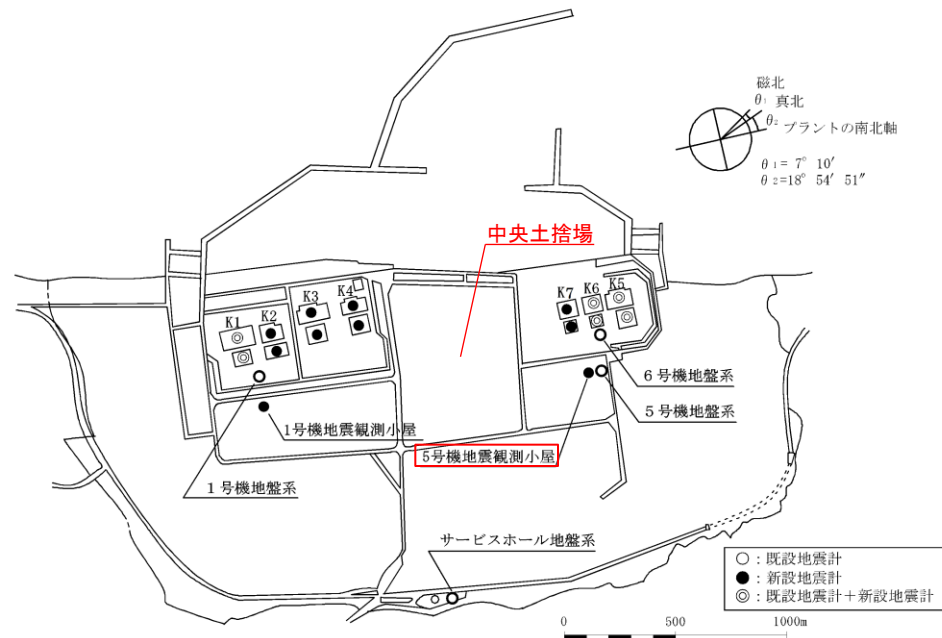 磁北
θ₁ 真北
θ₂ プラントの南北軸
θ₁= 7° 10′
θ₂=18° 54′ 51″
中央土捨場
K1
K2
K3
K4
K7
K6
K5
6号機地盤系
5号機地盤系
1号機地震観測小屋
5号機地震観測小屋
1号機地盤系
サービスホール地盤系
○:既設地震計
●:新設地震計
◎:既設地震計+新設地震計
0 500 1000m